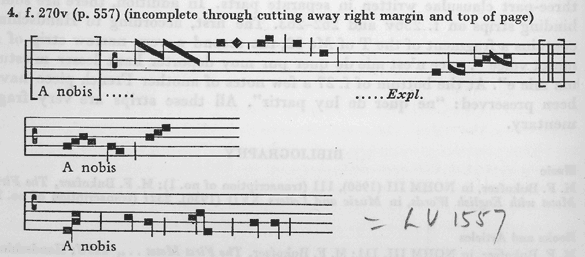 4. f. 270v (p. 557) (incomplete through cutting away right margin and top of page)
A nobis ...... ......Expl.
A nobis
A nobis
= LU 1557